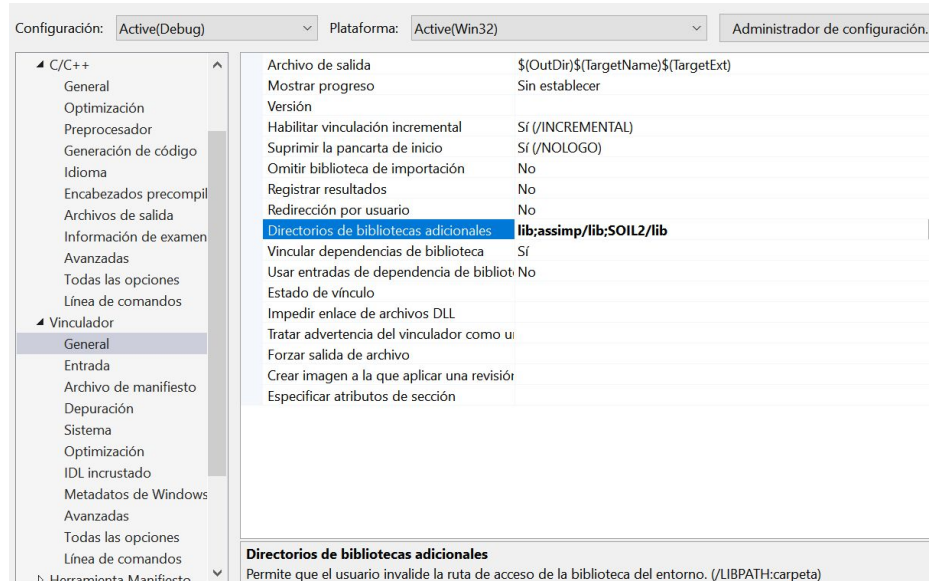 Configuración: Active(Debug) Plataforma: Active(Win32) Administrador de configuración.
C/C++
General
Optimización
Preprocesador
Generación de código
Idioma
Encabezados precompil
Archivos de salida
Información de examen
Avanzadas
Todas las opciones
Línea de comandos
Vinculador
General
Entrada
Archivo de manifiesto
Depuración
Sistema
Optimización
IDL incrustado
Metadatos de Windows
Avanzadas
Todas las opciones
Línea de comandos
Herramienta Manifiesto
Archivo de salida $(OutDir)$(TargetName)$(TargetExt)
Mostrar progreso Sin establecer
Versión
Habilitar vinculación incremental Sí (/INCREMENTAL)
Suprimir la pancarta de inicio Sí (/NOLOGO)
Omitir biblioteca de importación No
Registrar resultados No
Redirección por usuario No
Directorios de bibliotecas adicionales lib;assimp/lib;SOIL2/lib
Vincular dependencias de biblioteca Sí
Usar entradas de dependencia de bibliot No
Estado de vínculo
Impedir enlace de archivos DLL
Tratar advertencia del vinculador como u
Forzar salida de archivo
Crear imagen a la que aplicar una revisiór
Especificar atributos de sección
Directorios de bibliotecas adicionales
Permite que el usuario invalide la ruta de acceso de la biblioteca del entorno. (/LIBPATH:carpeta)